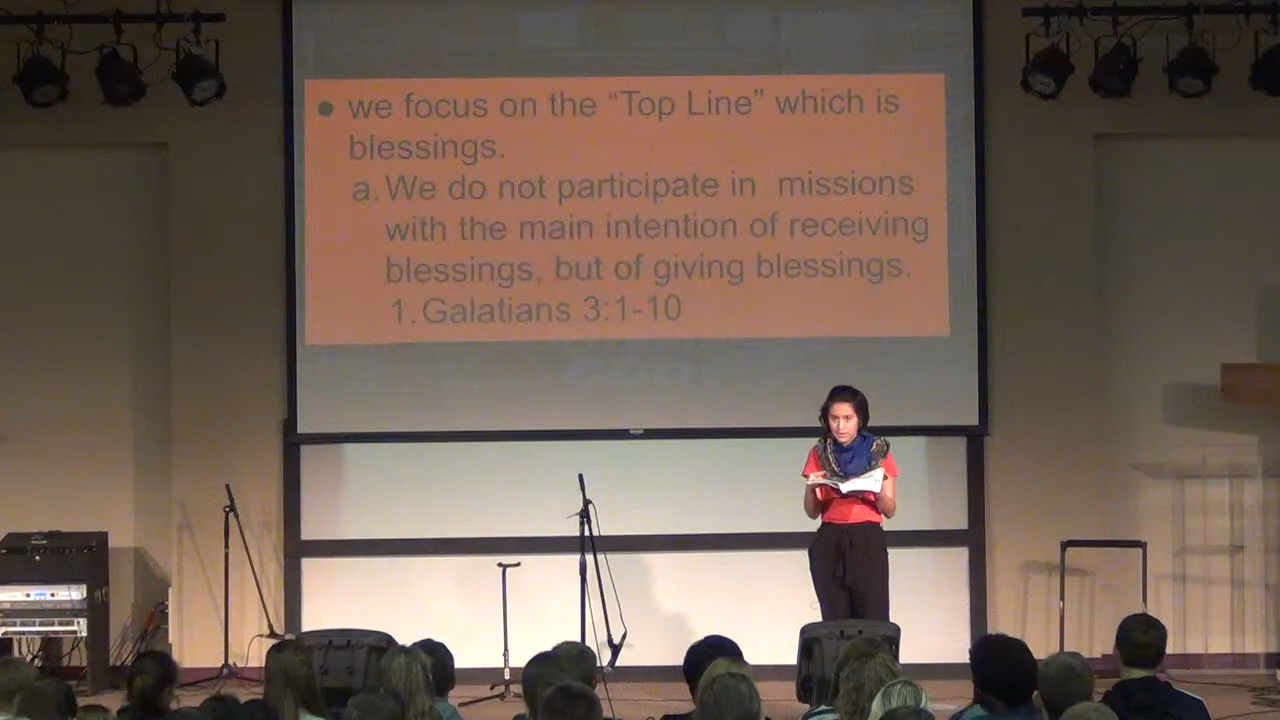 • we focus on the “Top Line” which is
blessings.
a. We do not participate in missions
with the main intention of receiving
blessings, but of giving blessings.
1. Galatians 3:1-10